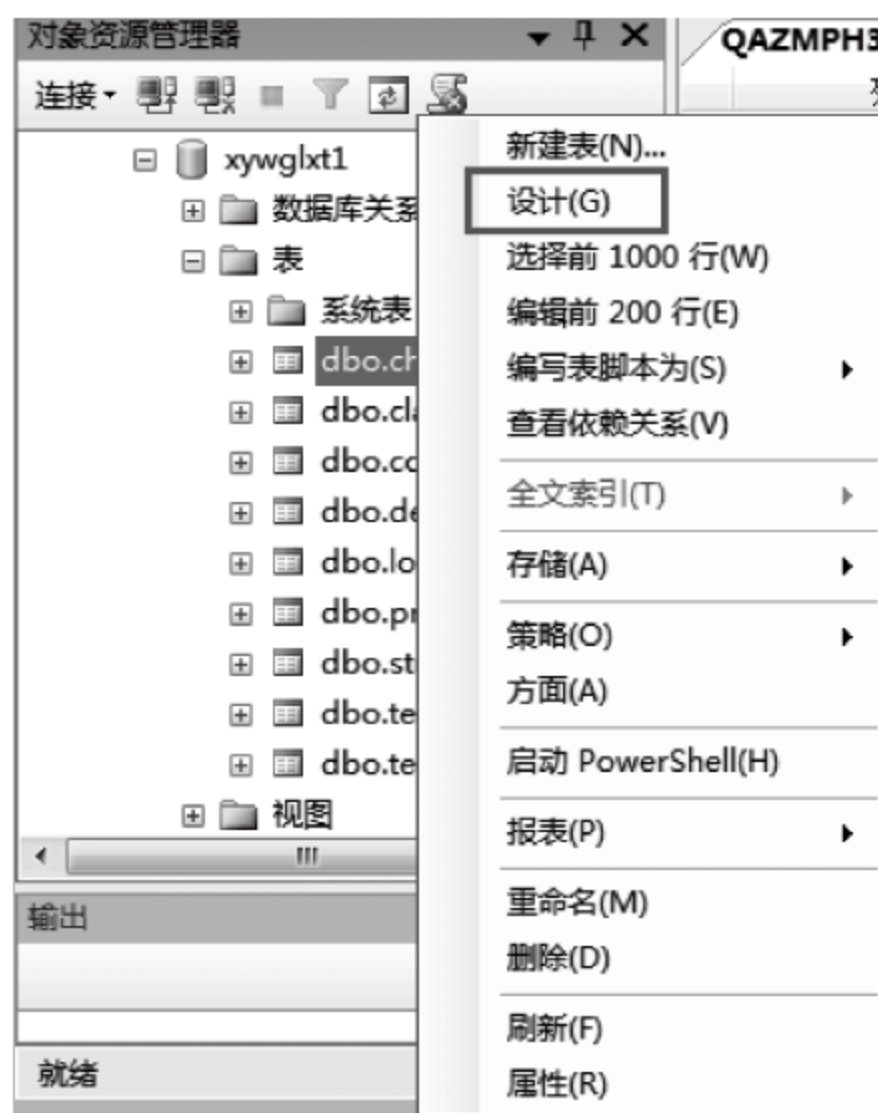 对象资源管理器
QAZMPH3
连接
xywglxt1
数据库关系
表
系统表
dbo.ch
dbo.cla
dbo.co
dbo.de
dbo.lo
dbo.pr
dbo.st
dbo.te
dbo.te
视图
输出
就绪
新建表(N)...
设计(G)
选择前 1000 行(W)
编辑前 200 行(E)
编写表脚本为(S)
查看依赖关系(V)
全文索引(T)
存储(A)
策略(O)
方面(A)
启动 PowerShell(H)
报表(P)
重命名(M)
删除(D)
刷新(F)
属性(R)